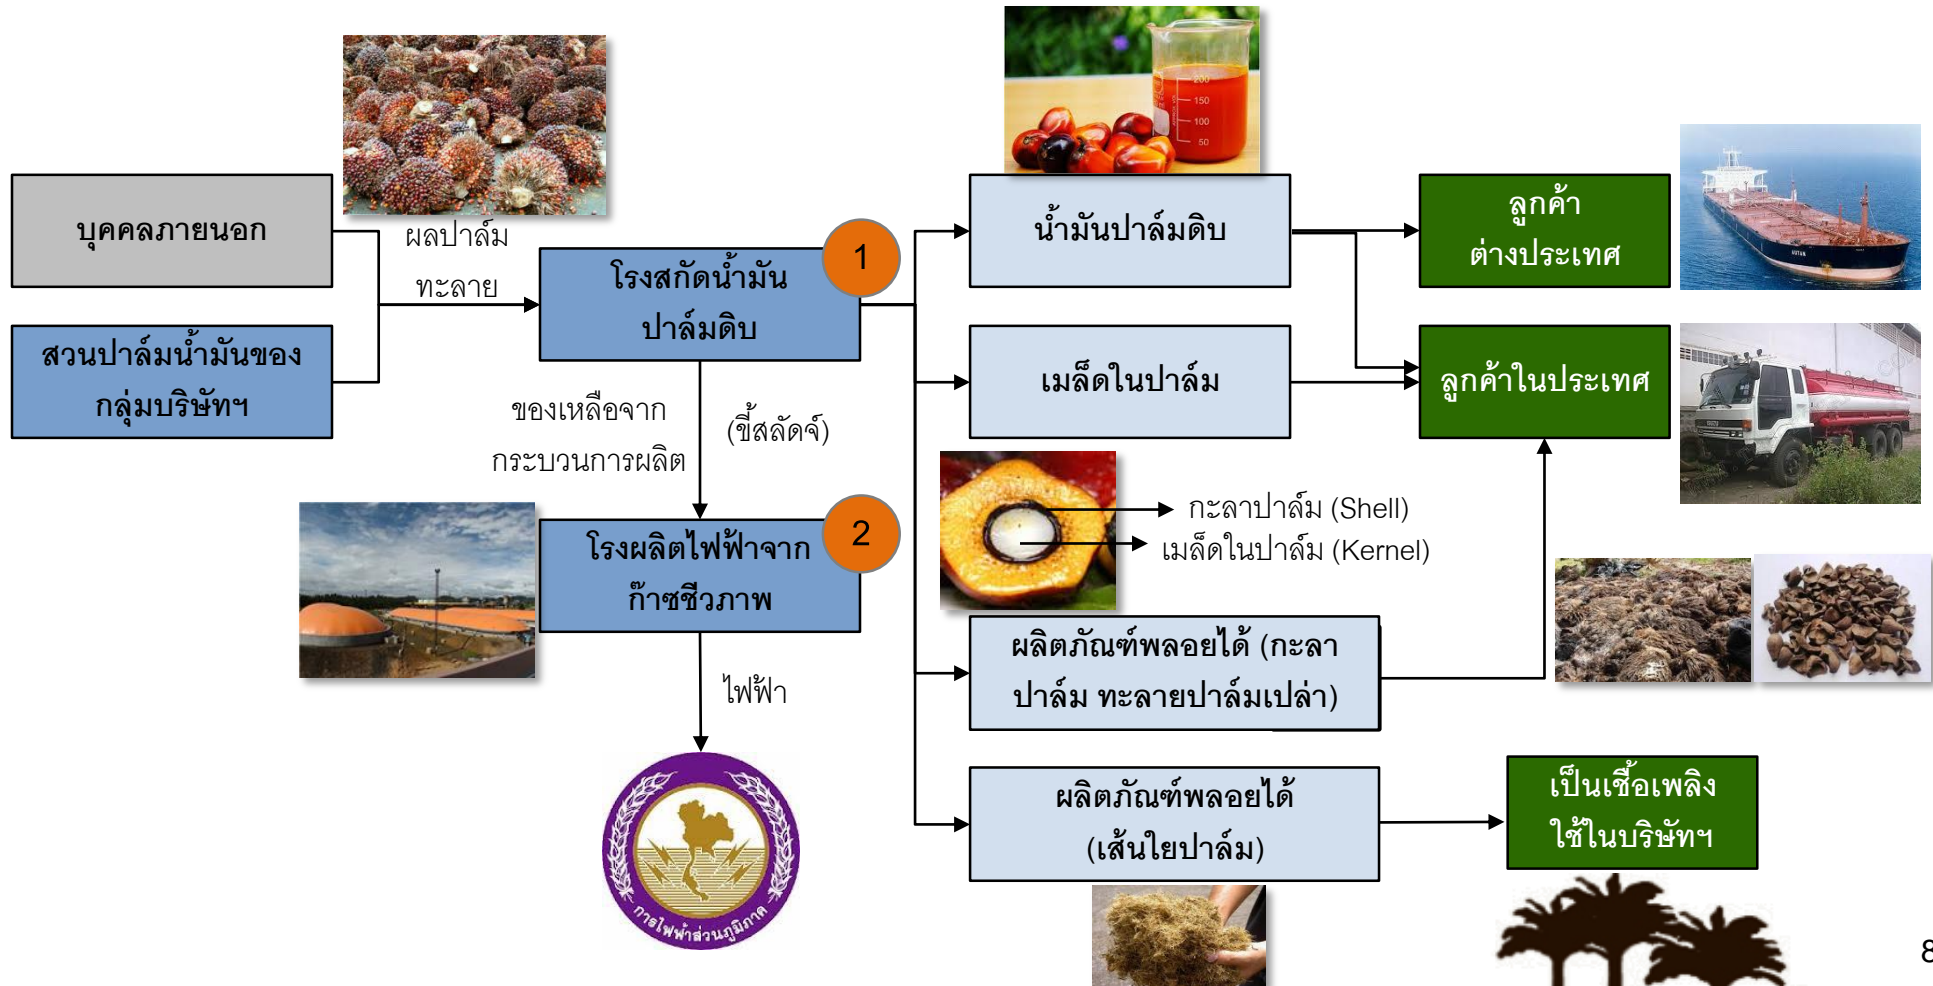 บุคคลภายนอก
สวนปาล์มน้ำมันของ
กลุ่มบริษัทฯ
ผลปาล์ม
ทะลาย
โรงสกัดน้ำมัน
ปาล์มดิบ
1
ของเหลือจาก
กระบวนการผลิต
(ขี้สลัดจ์)
โรงผลิตไฟฟ้าจาก
ก๊าซชีวภาพ
2
ไฟฟ้า
การไฟฟ้าส่วนภูมิภาค
200
150
100
50
น้ำมันปาล์มดิบ
เมล็ดในปาล์ม
กะลาปาล์ม (Shell)
เมล็ดในปาล์ม (Kernel)
ผลิตภัณฑ์พลอยได้ (กะลา
ปาล์ม ทะลายปาล์มเปล่า)
ผลิตภัณฑ์พลอยได้
(เส้นใยปาล์ม)
ลูกค้า
ต่างประเทศ
ลูกค้าในประเทศ
เป็นเชื้อเพลิง
ใช้ในบริษัทฯ
8